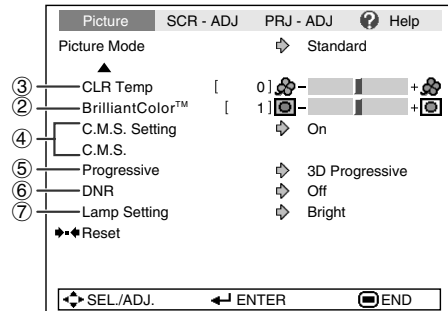 Picture SCR - ADJ PRJ - ADJ ? Help
Picture Mode Standard
③ CLR Temp [ 0] - +
② BrilliantColor™ [ 1] - +
④ C.M.S. Setting On
C.M.S.
⑤ Progressive 3D Progressive
⑥ DNR Off
⑦ Lamp Setting Bright
Reset
SEL./ADJ. ENTER END